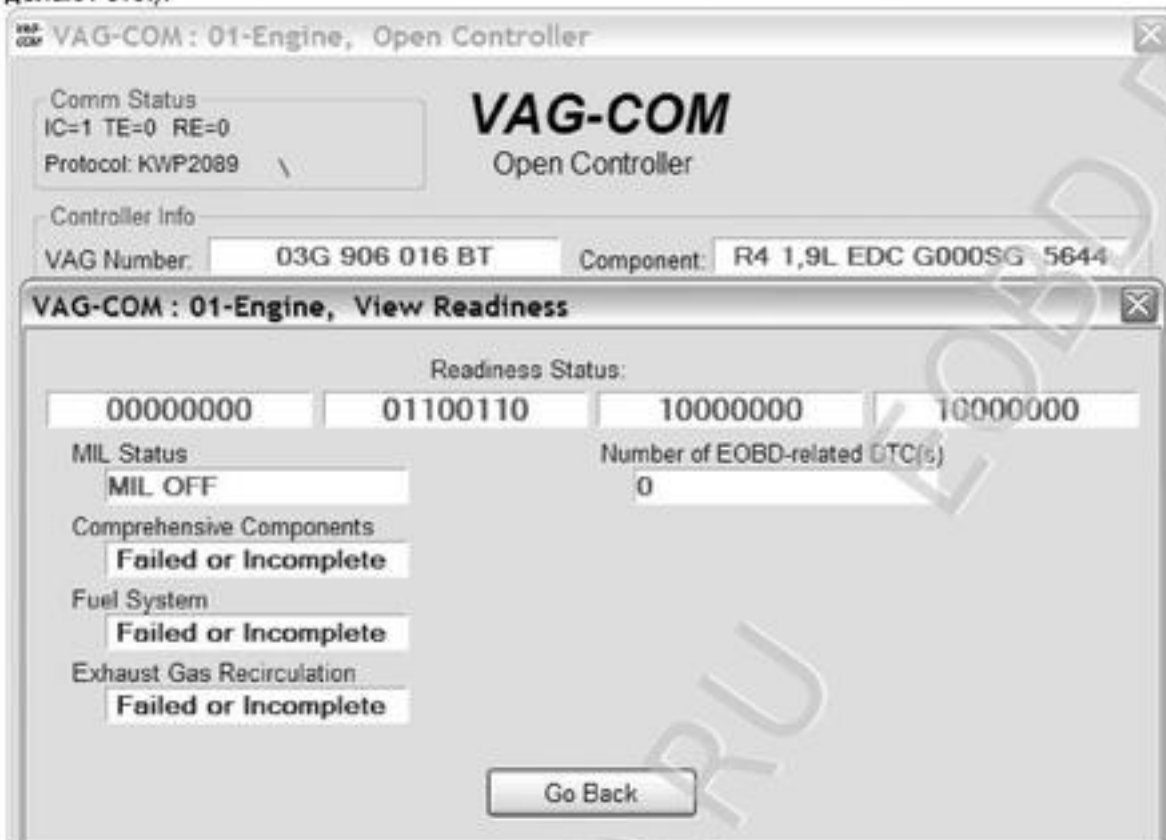 VAG-COM : 01-Engine, Open Controller
Comm Status
IC=1 TE=0 RE=0
Protocol: KWP2089 \
VAG-COM
Open Controller
Controller Info
VAG Number: 03G 906 016 BT Component: R4 1,9L EDC G000SG 5644
VAG-COM : 01-Engine, View Readiness
Readiness Status:
00000000 01100110 10000000 10000000
MIL Status Number of EOBD-related DTC(s)
MIL OFF 0
Comprehensive Components
Failed or Incomplete
Fuel System
Failed or Incomplete
Exhaust Gas Recirculation
Failed or Incomplete
Go Back
EOBD
RU